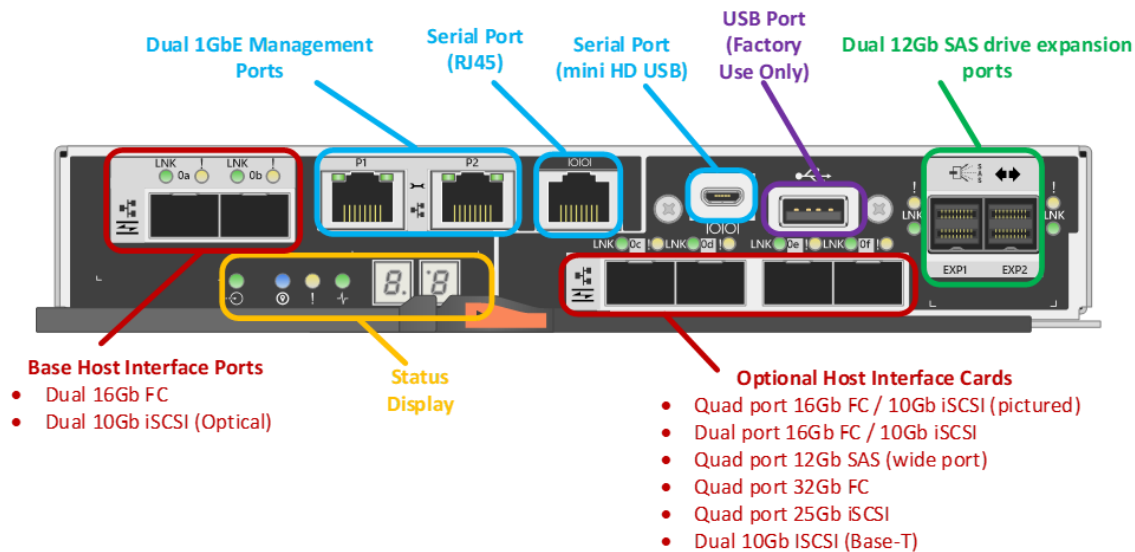 Dual 1GbE Management
Ports
Serial Port
(RJ45)
Serial Port
(mini HD USB)
USB Port
(Factory
Use Only)
Dual 12Gb SAS drive expansion
ports
LNK ! LNK !
0a 0b
P1 P2
IOIOI
SAS
! LNK
! LNK
IOIOI
LNK 0c ! LNK 0d ! LNK 0e ! LNK 0f !
EXP1 EXP2
!
8. 8
Base Host Interface Ports
• Dual 16Gb FC
• Dual 10Gb iSCSI (Optical)
Status
Display
Optional Host Interface Cards
• Quad port 16Gb FC / 10Gb iSCSI (pictured)
• Dual port 16Gb FC / 10Gb iSCSI
• Quad port 12Gb SAS (wide port)
• Quad port 32Gb FC
• Quad port 25Gb iSCSI
• Dual 10Gb ISCSI (Base-T)